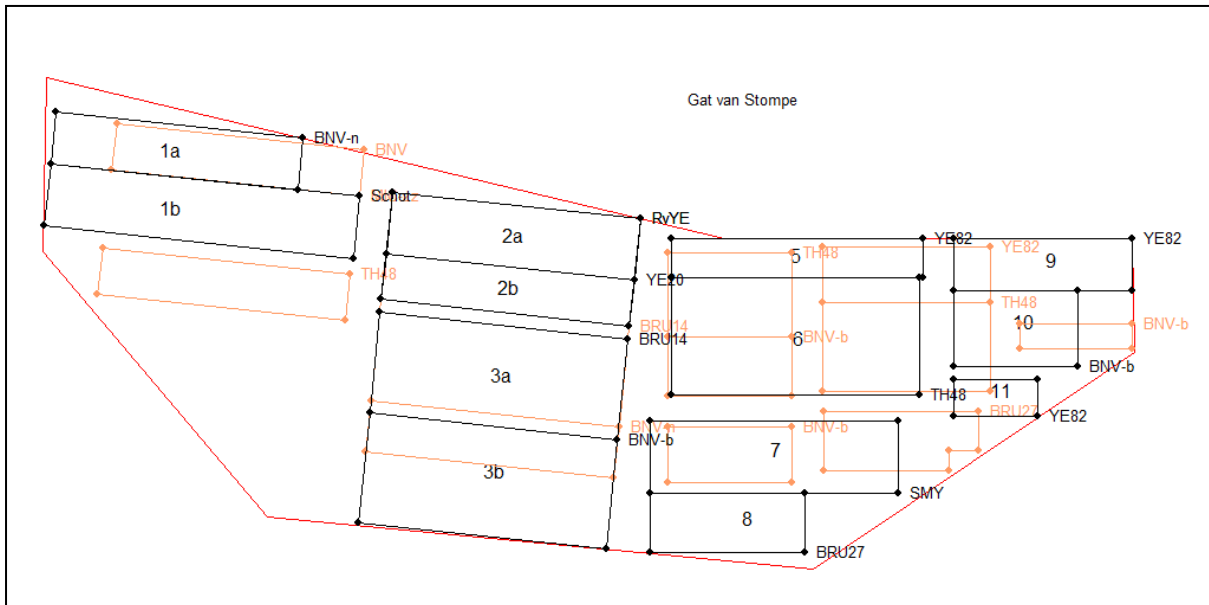 Gat van Stompe
BNV-n
BNV
1a
Schot
1b
RvYE
2a
YE82
YE82
5
TH48
YE82
9
TH48
YE20
2b
TH48
10
BNV-b
BRU14
BRU14
6
BNV-b
3a
BNV-b
11
TH48
BRU27
YE82
BNV-n
BNV-b
BNV-b
7
3b
SMY
8
BRU27